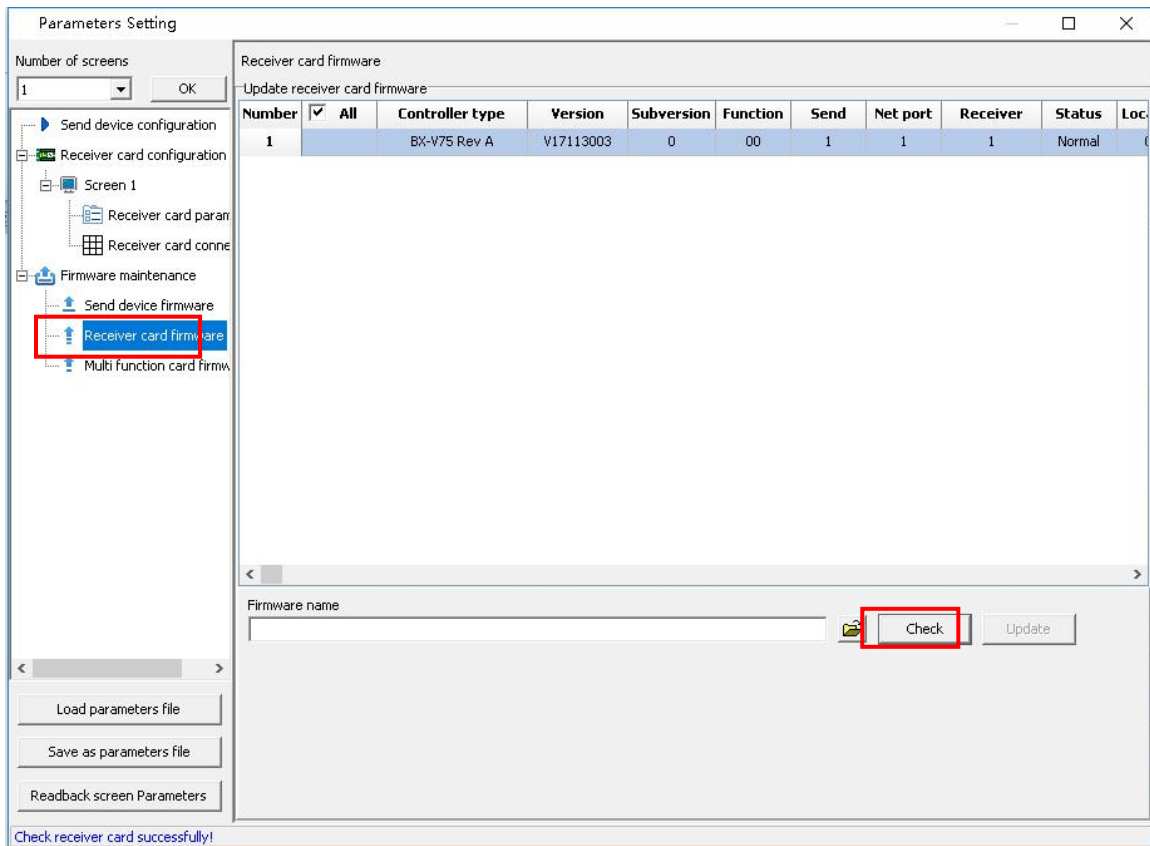 Parameters Setting
Number of screens
1
OK
Send device configuration
Receiver card configuration
Screen 1
Receiver card param
Receiver card conne
Firmware maintenance
Send device firmware
Receiver card firmware
Multi function card firmw
Load parameters file
Save as parameters file
Readback screen Parameters
Receiver card firmware
Update receiver card firmware
Number All Controller type Version Subversion Function Send Net port Receiver Status Loc
1 BX-V75 Rev A V17113003 0 00 1 1 1 Normal
Firmware name
Check
Update
Check receiver card successfully!